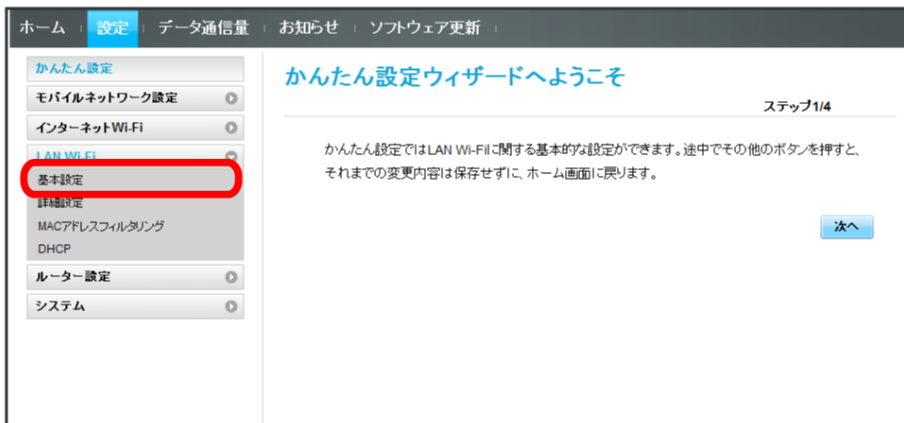 ホーム 設定 データ通信量 お知らせ ソフトウェア更新
かんたん設定
モバイルネットワーク設定
インターネットWi-Fi
LAN Wi-Fi
基本設定
詳細設定
MACアドレスフィルタリング
DHCP
ルーター設定
システム
かんたん設定ウィザードへようこそ
ステップ1/4
かんたん設定ではLAN Wi-Fiに関する基本的な設定ができます。途中でその他のボタンを押すと、
それまでの変更内容は保存せずに、ホーム画面に戻ります。
次へ